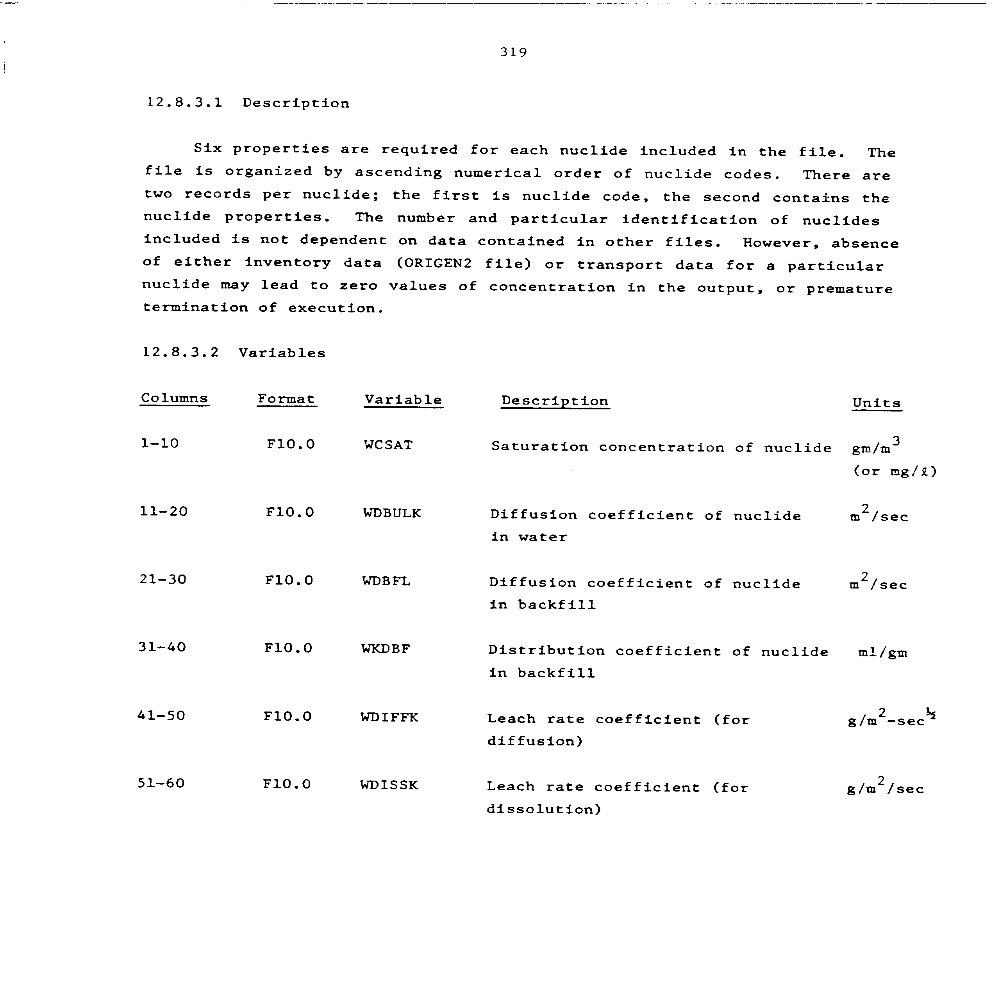 319
12.8.3.1 Description
Six properties are required for each nuclide included in the file. The
file is organized by ascending numerical order of nuclide codes. There are
two records per nuclide; the first is nuclide code, the second contains the
nuclide properties. The number and particular identification of nuclides
included is not dependent on data contained in other files. However, absence
of either inventory data (ORIGEN2 file) or transport data for a particular
nuclide may lead to zero values of concentration in the output, or premature
termination of execution.
12.8.3.2 Variables
Columns Format Variable Description Units
1-10 F10.0 WCSAT Saturation concentration of nuclide gm/m³
(or mg/ℓ)
11-20 F10.0 WDBULK Diffusion coefficient of nuclide m²/sec
in water
21-30 F10.0 WDBFL Diffusion coefficient of nuclide m²/sec
in backfill
31-40 F10.0 WKDBF Distribution coefficient of nuclide ml/gm
in backfill
41-50 F10.0 WDIFFK Leach rate coefficient (for g/m²-sec½
diffusion)
51-60 F10.0 WDISSK Leach rate coefficient (for g/m²/sec
dissolution)